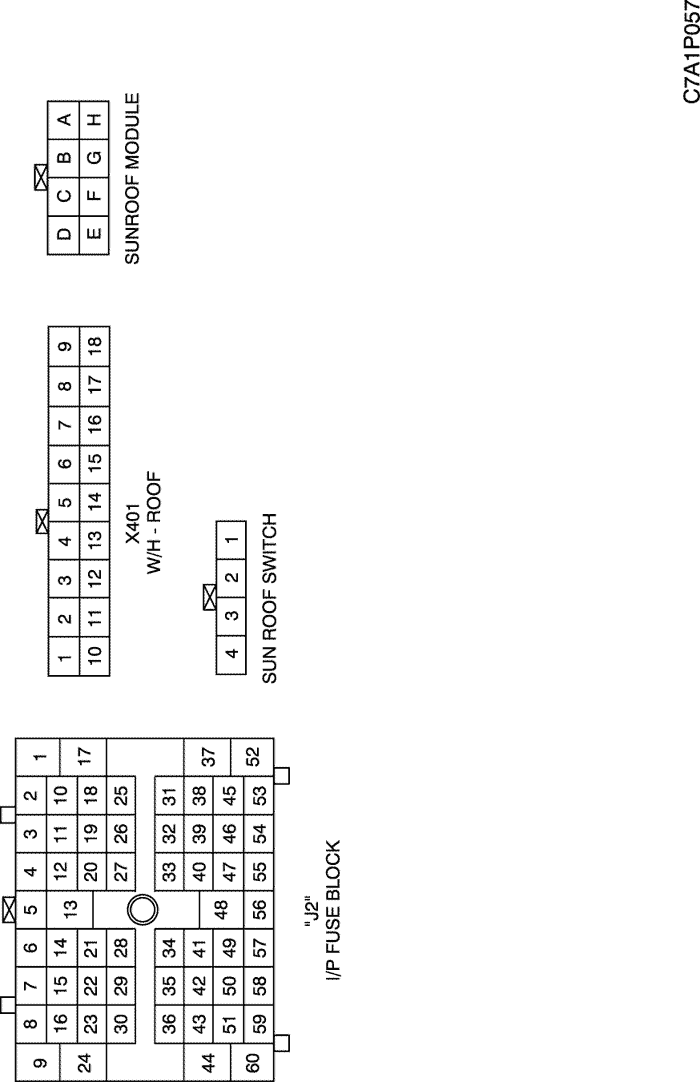 9 8 7 6 5 4 3 2 1
16 15 14 13 12 11 10
24 23 22 21 20 19 18 17
30 29 28 27 26 25
36 35 34 33 32 31
44 43 42 41 40 39 38 37
51 50 49 48 47 46 45
60 59 58 57 56 55 54 53 52
"J2"
I/P FUSE BLOCK
1 2 3 4 5 6 7 8 9
10 11 12 13 14 15 16 17 18
X401
W/H - ROOF
4 3 2 1
SUN ROOF SWITCH
D C B A
E F G H
SUNROOF MODULE
C7A1P057